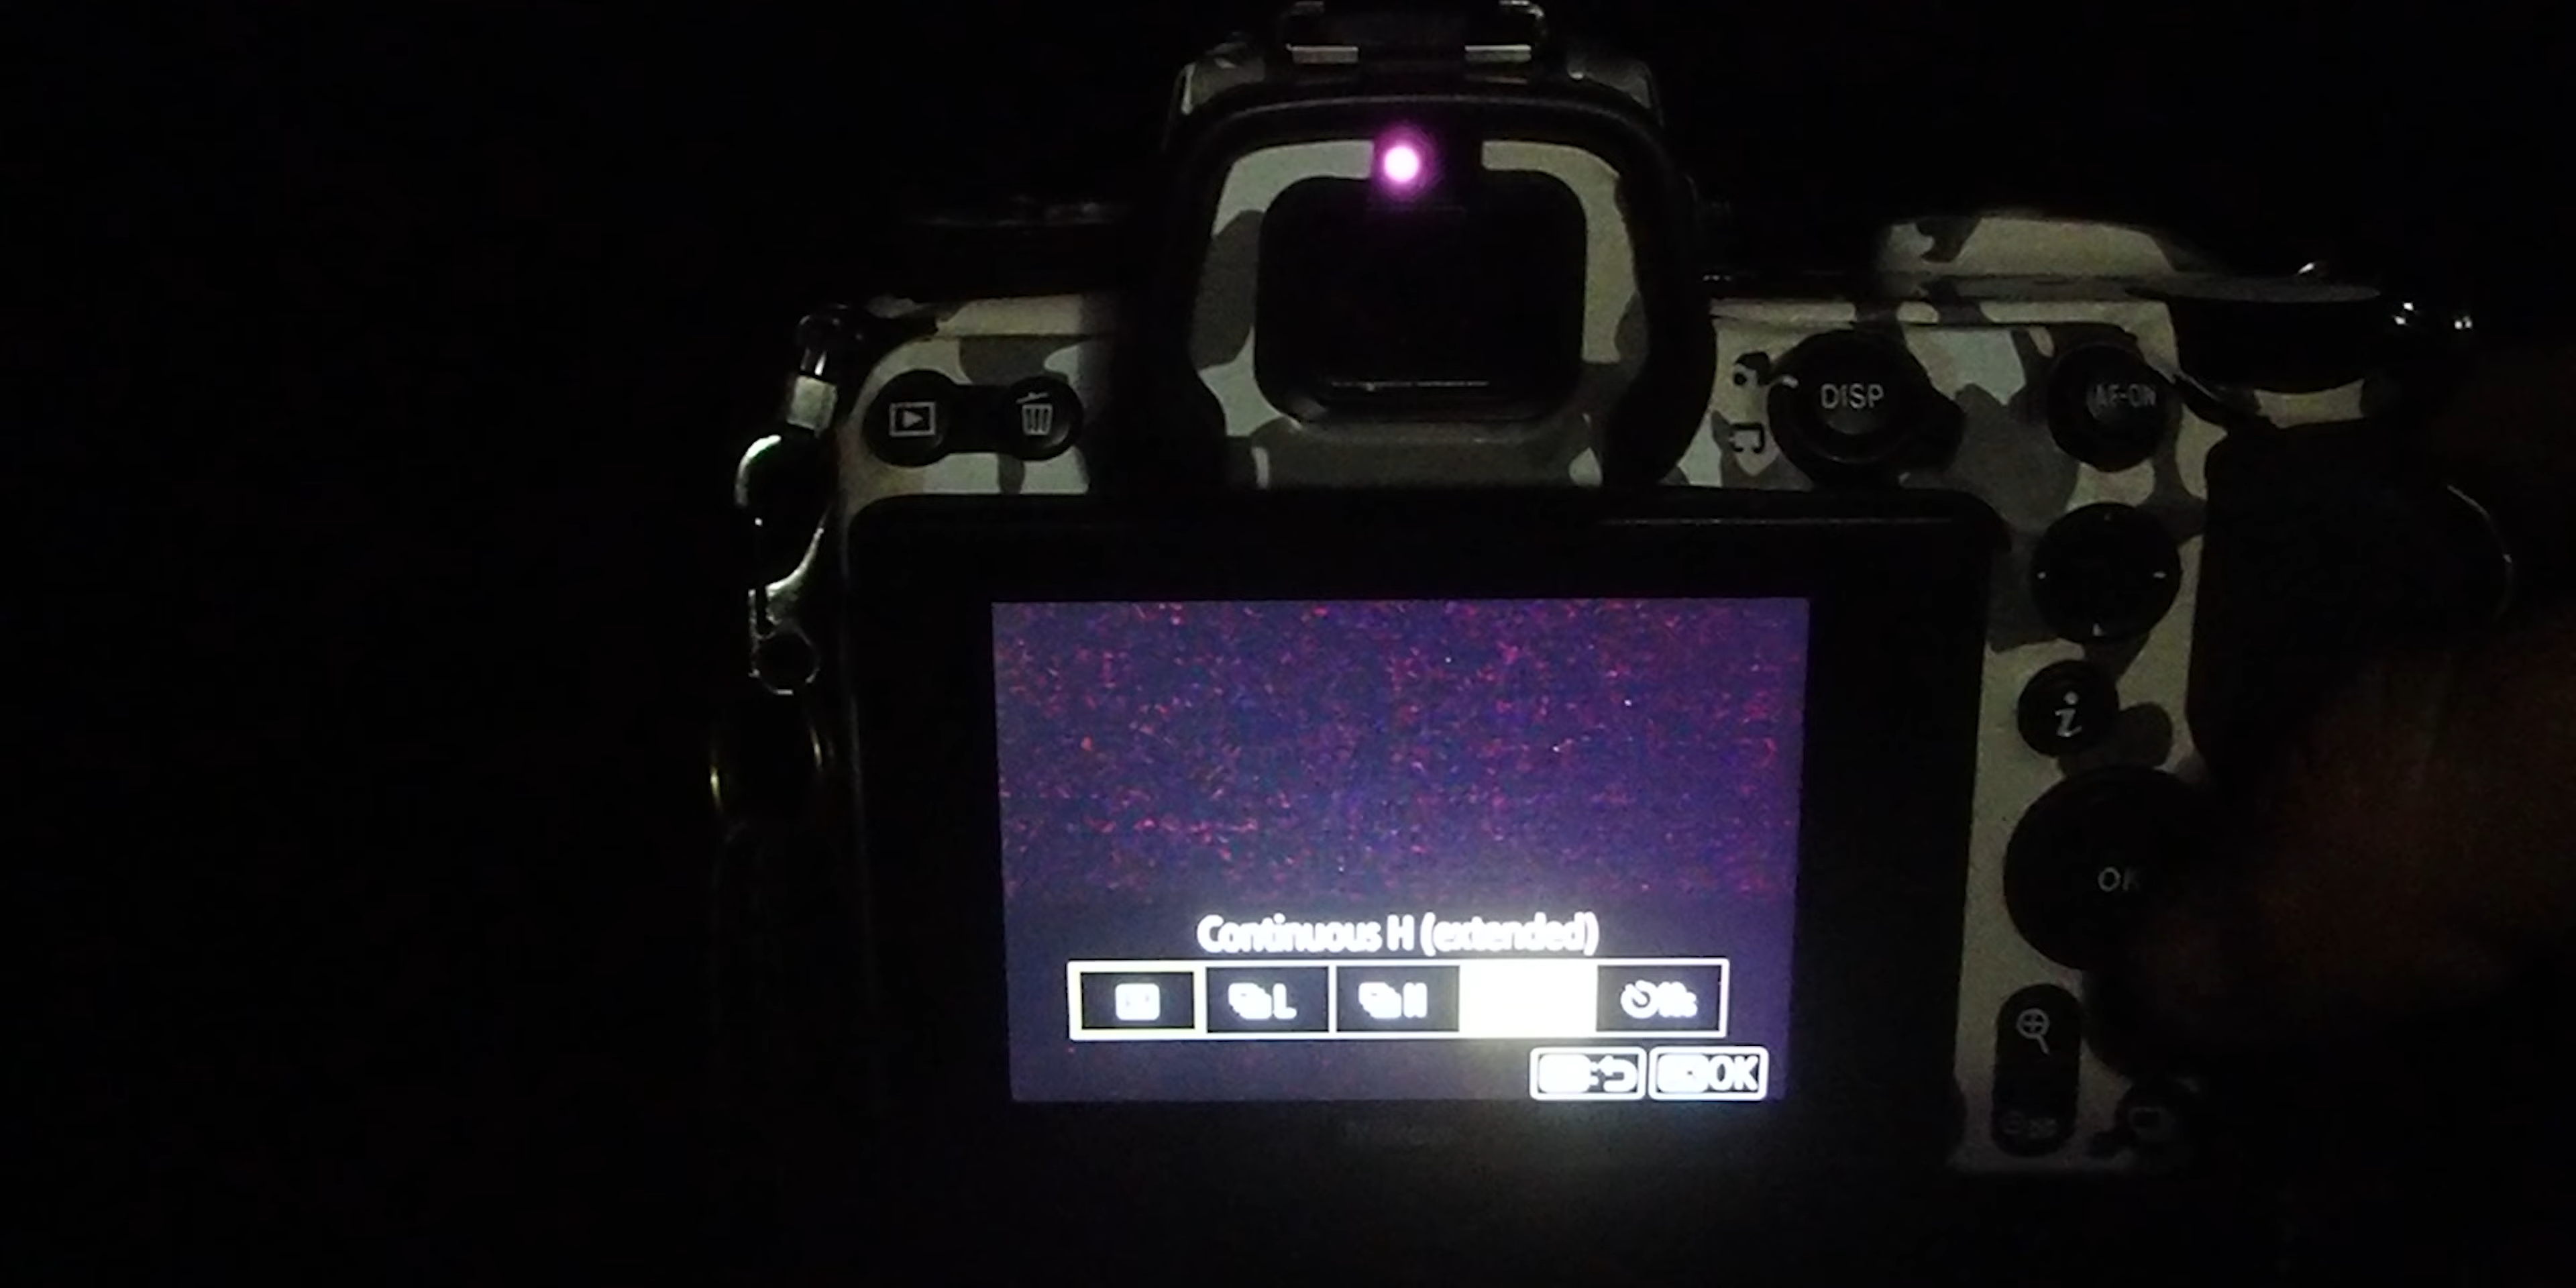 DISP
AF-ON
i
Continuous H (extended)
L
H
OK
OK